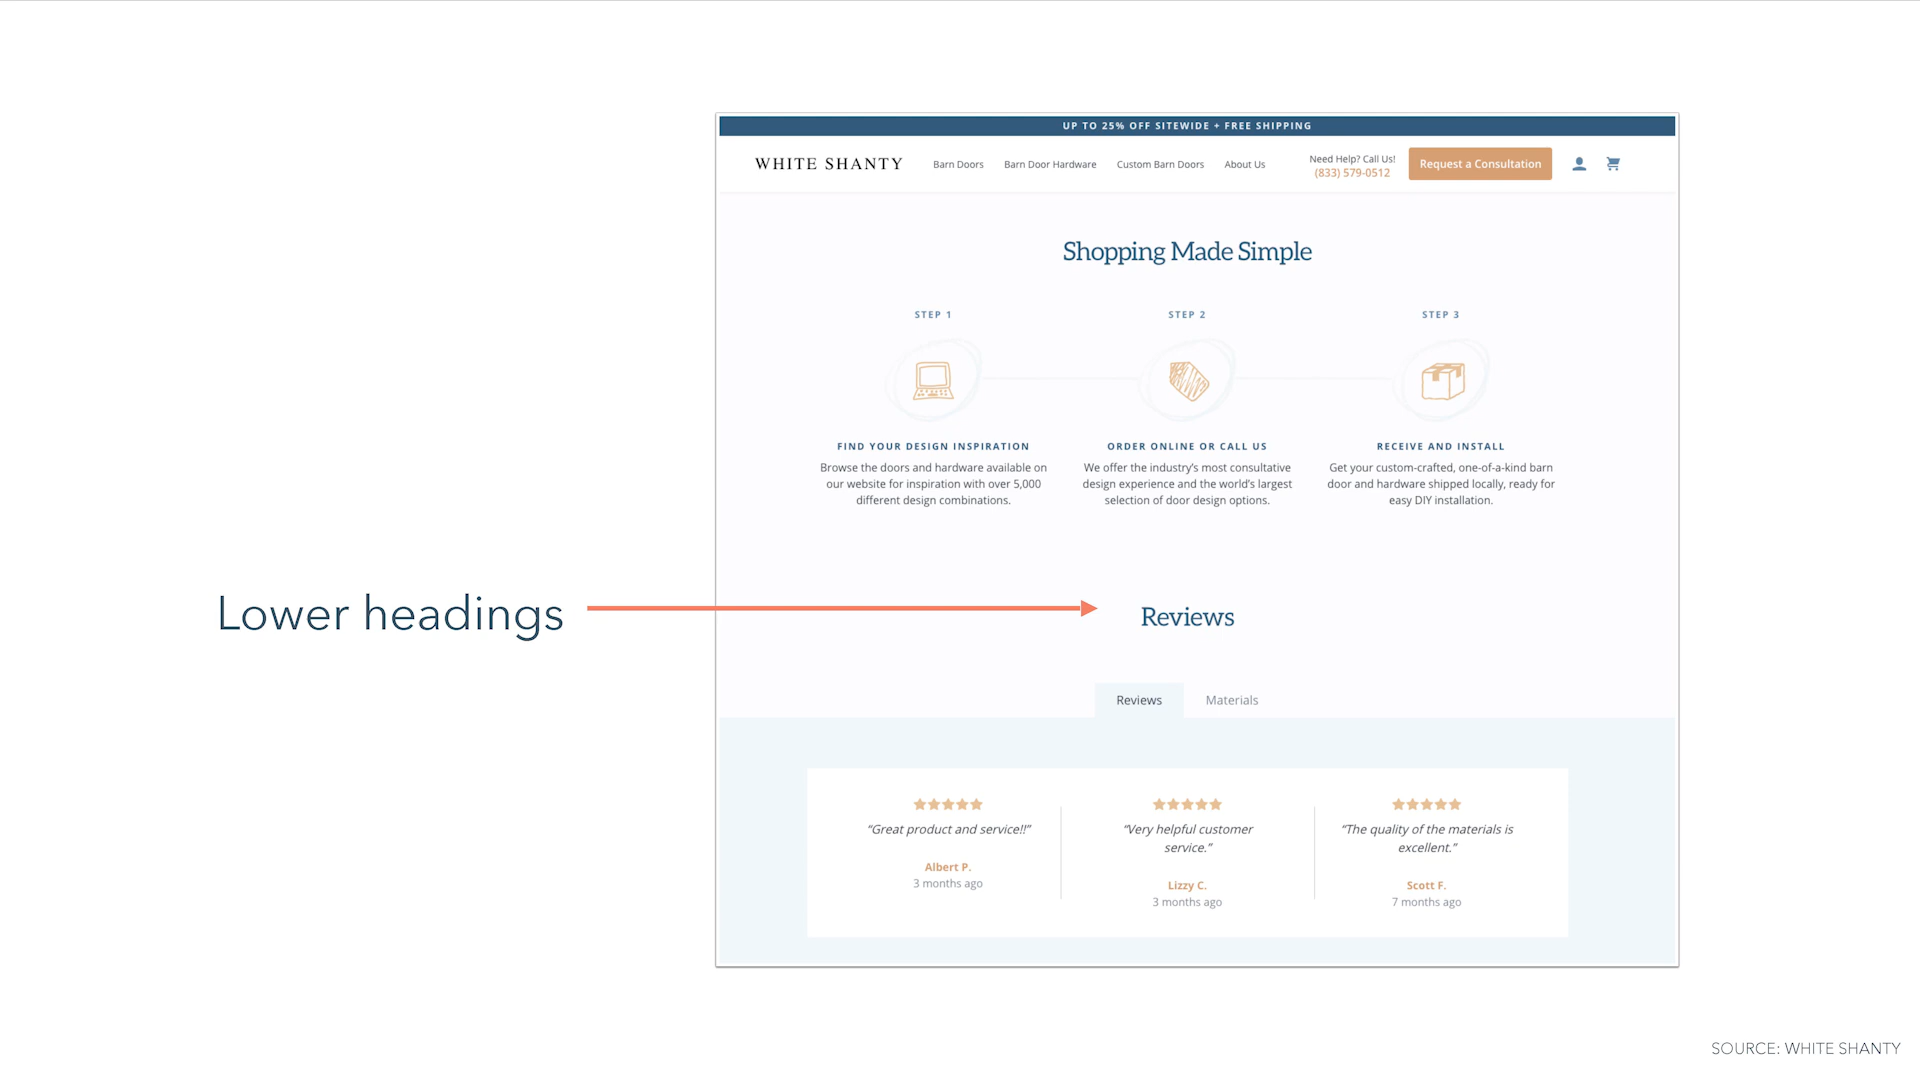 UP TO 25% OFF SITEWIDE + FREE SHIPPING
WHITE SHANTY
Barn Doors
Barn Door Hardware
Custom Barn Doors
About Us
Need Help? Call Us!
(833) 579-0512
Request a Consultation
Shopping Made Simple
STEP 1
FIND YOUR DESIGN INSPIRATION
Browse the doors and hardware available on
our website for inspiration with over 5,000
different design combinations.
STEP 2
ORDER ONLINE OR CALL US
We offer the industry’s most consultative
design experience and the world’s largest
selection of door design options.
STEP 3
RECEIVE AND INSTALL
Get your custom-crafted, one-of-a-kind barn
door and hardware shipped locally, ready for
easy DIY installation.
Lower headings
Reviews
Reviews
Materials
“Great product and service!!”
Albert P.
3 months ago
“Very helpful customer
service.”
Lizzy C.
3 months ago
“The quality of the materials is
excellent.”
Scott F.
7 months ago
SOURCE: WHITE SHANTY